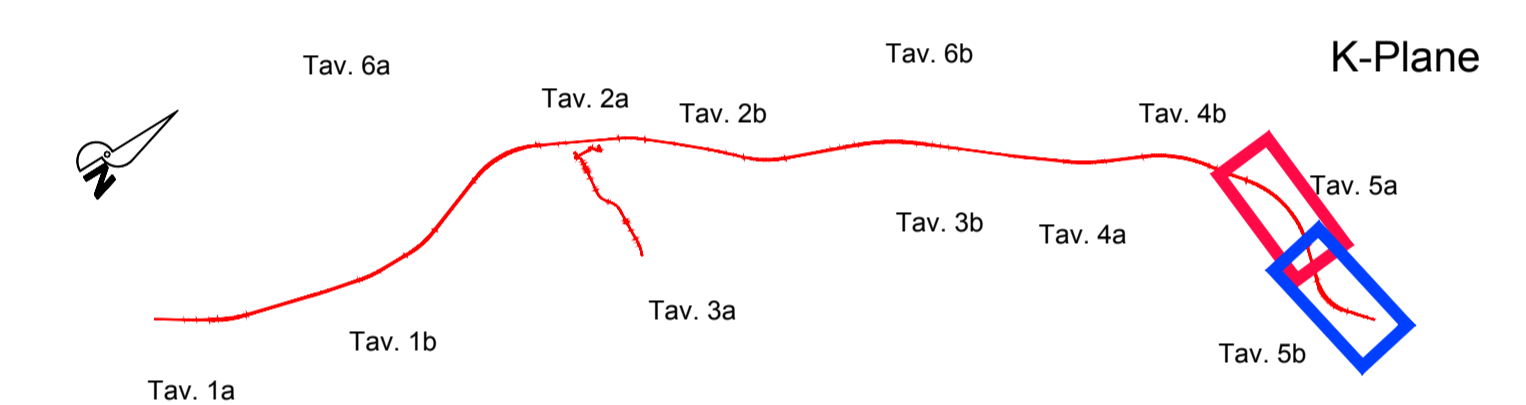 K-Plane
Tav. 6a
Tav. 6b
Tav. 2a
Tav. 2b
Tav. 4b
N
Tav. 5a
Tav. 3b
Tav. 4a
Tav. 3a
Tav. 1b
Tav. 5b
Tav. 1a